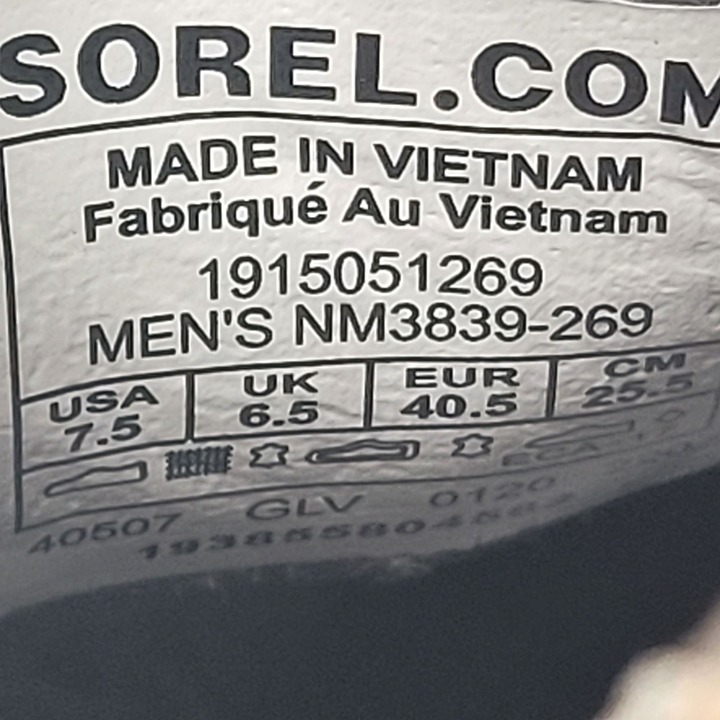 SOREL.COM
MADE IN VIETNAM
Fabriqué Au Vietnam
1915051269
MEN'S NM3839-269
USA UK EUR CM
7.5 6.5 40.5 25.5
40507 GLV 0120